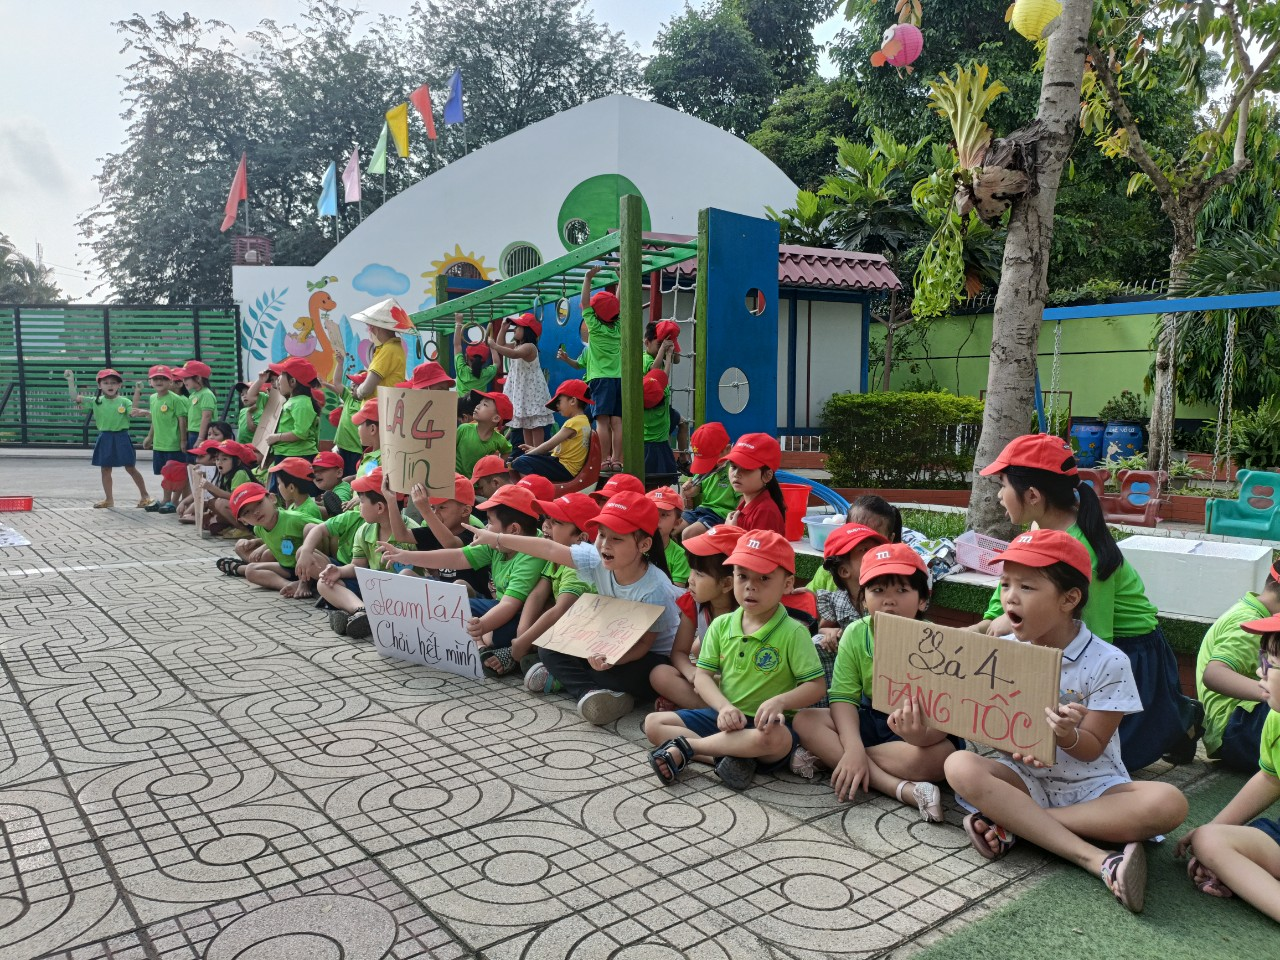 LÁ 4
Tin
Team lá 4
Chơi hết mình
Lá 4
TĂNG TỐC
m
m